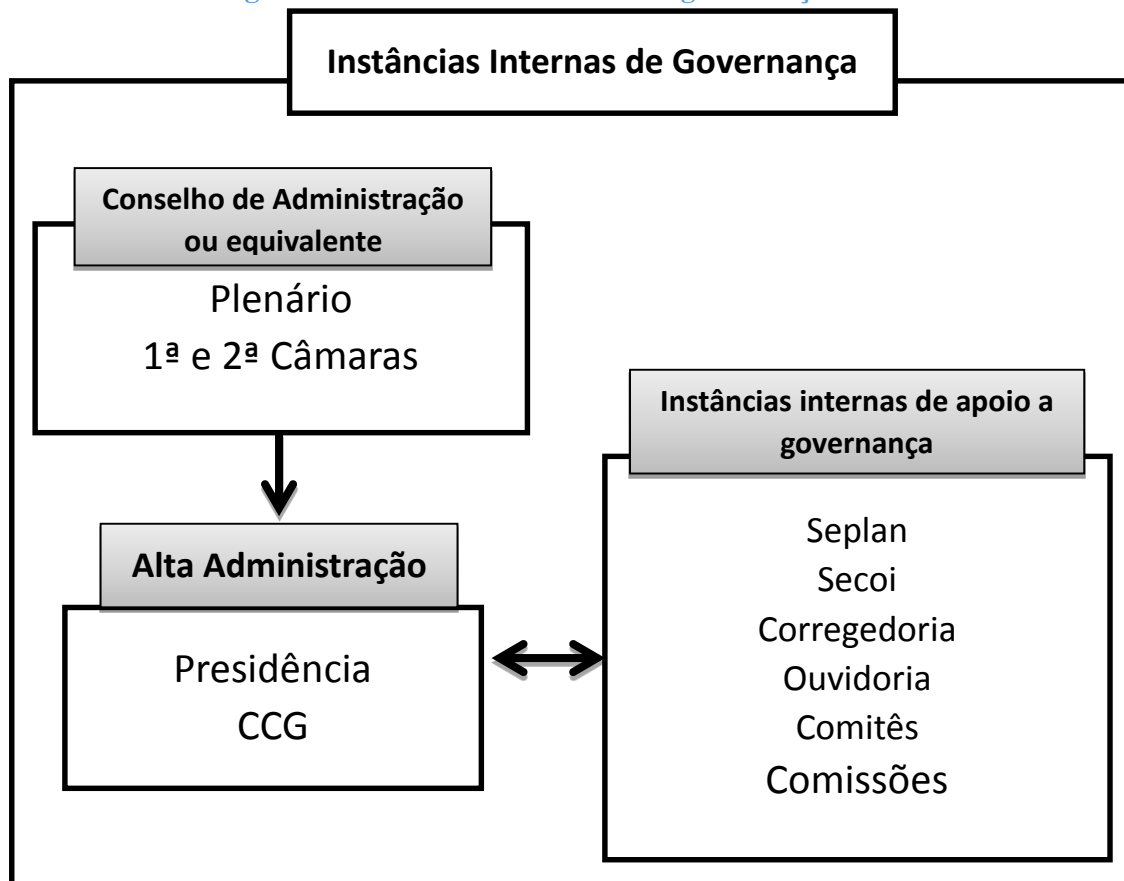 Instâncias Internas de Governança
Conselho de Administração
ou equivalente
Plenário
1ª e 2ª Câmaras
Alta Administração
Presidência
CCG
Instâncias internas de apoio a
governança
Seplan
Secoi
Corregedoria
Ouvidoria
Comitês
Comissões